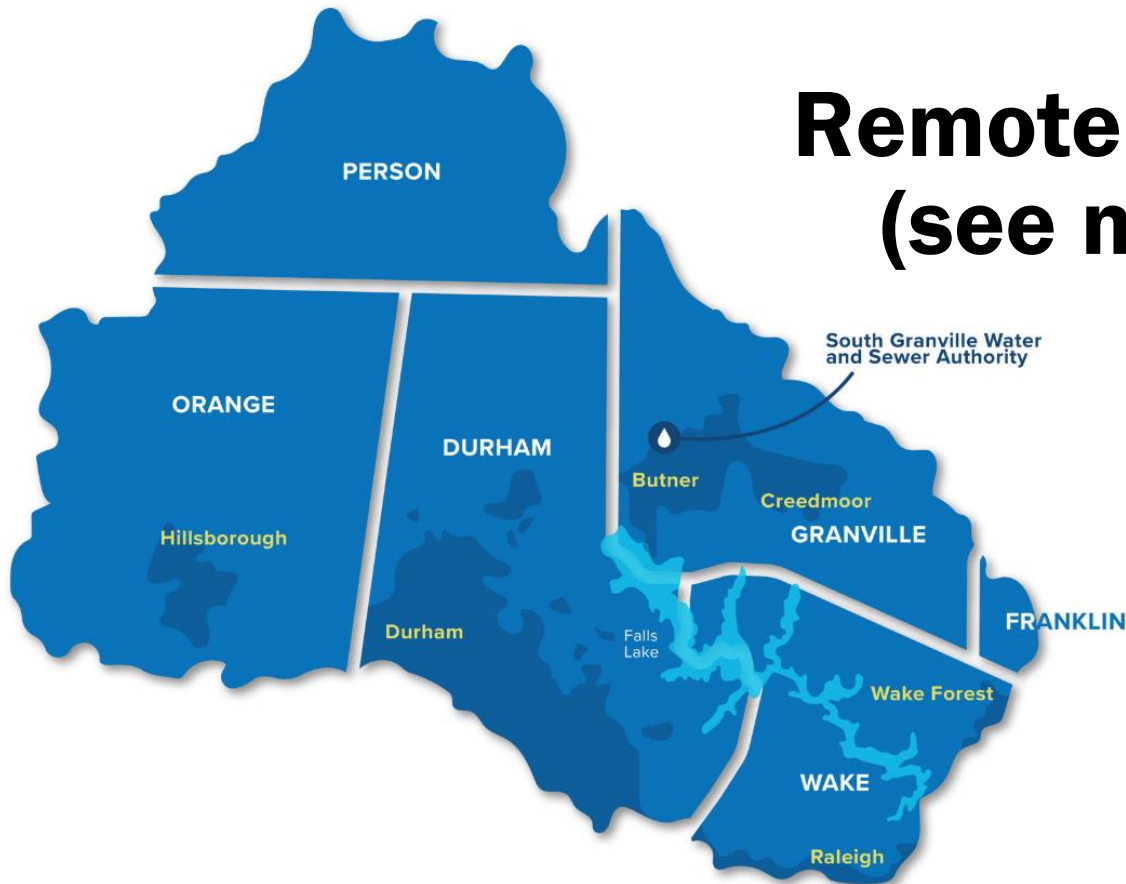 Remote
(see
PERSON
South Granville Water
and Sewer Authority
ORANGE
DURHAM
Butner
Creedmoor
GRANVILLE
Hillsborough
FRANKLIN
Durham
Falls
Lake
Wake Forest
WAKE
Raleigh